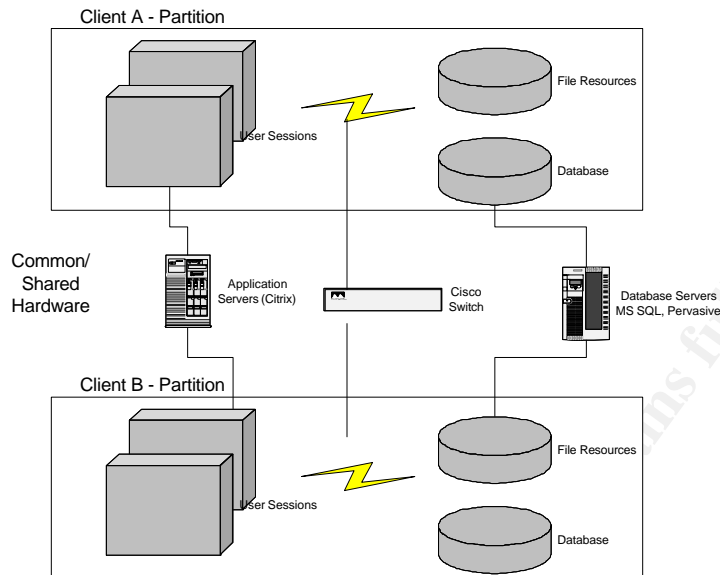 Client A - Partition
File Resources
User Sessions
Database
Common/
Shared
Hardware
Application
Servers (Citrix)
Cisco
Switch
Database Servers
MS SQL, Pervasive
Client B - Partition
File Resources
User Sessions
Database